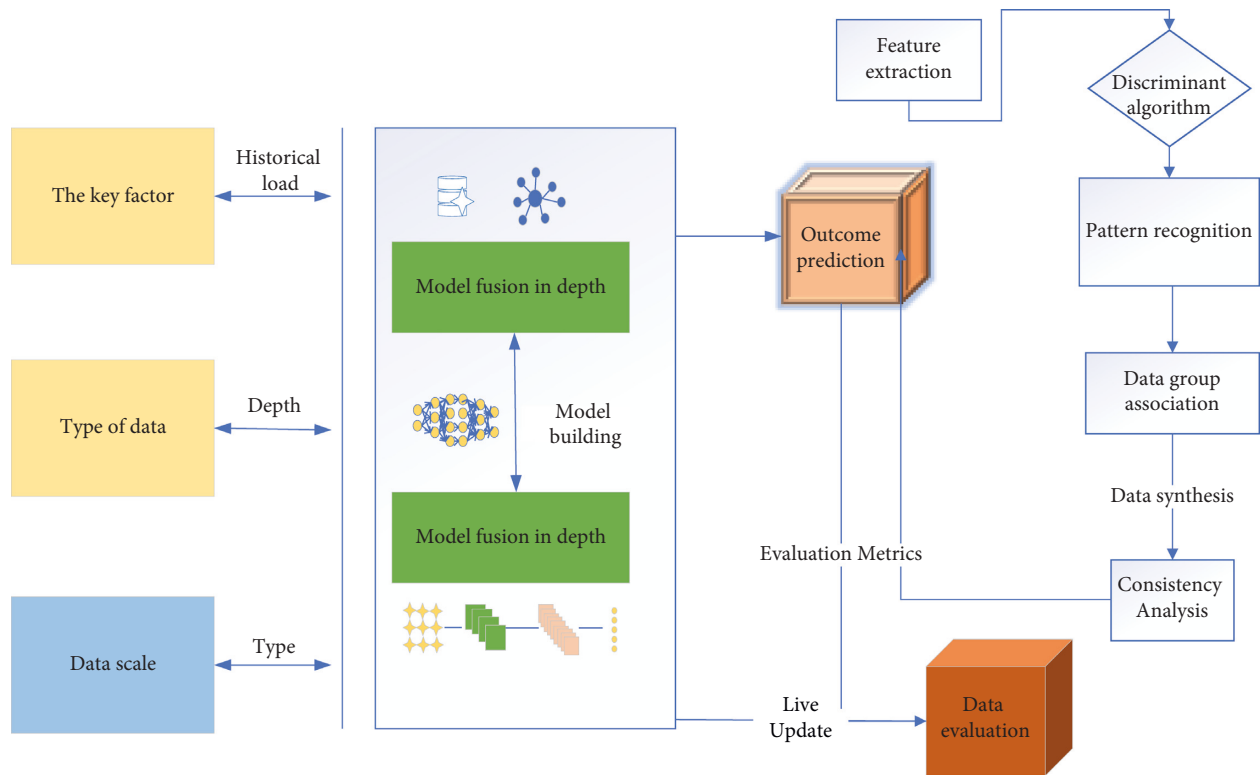 Feature
extraction
Discriminant
algorithm
The key factor
Historical
load
Outcome
prediction
Pattern recognition
Model fusion in depth
Type of data
Depth
Model
building
Data group
association
Model fusion in depth
Data synthesis
Evaluation Metrics
Consistency
Analysis
Data scale
Type
Live
Update
Data
evaluation